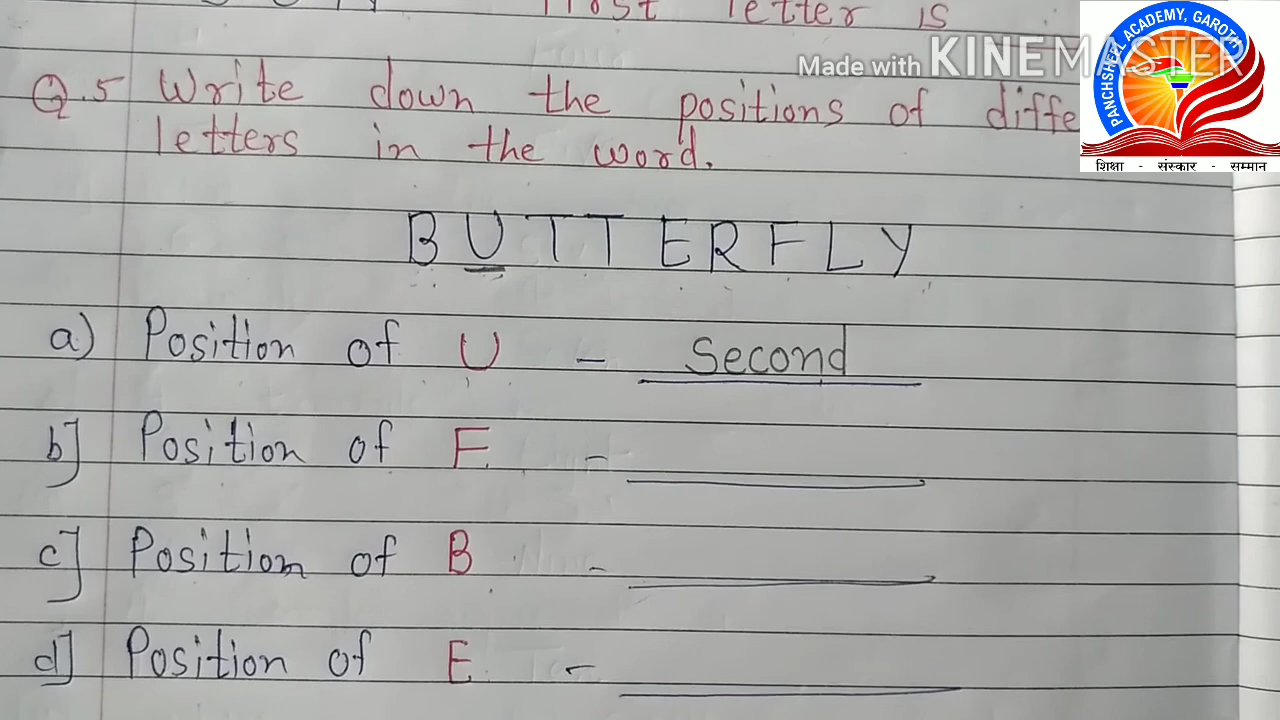 letter is
Made with KINEMASTER
PANCHSHEEL ACADEMY, GAROTH
शिक्षा - संस्कार - सम्मान
Q.5 Write down the positions of diffe
letters in the word.
BUTTERFLY
a) Position of U - Second
b] Position of F -
c] Position of B -
d] Position of E -